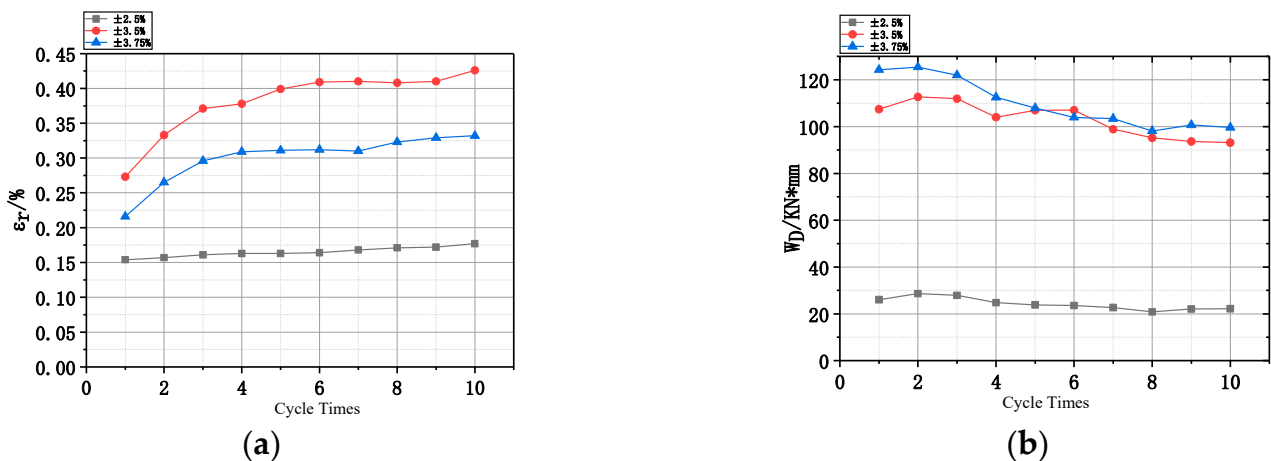 ±2.5%
±3.5%
±3.75%
0.45
0.40
0.35
0.30
0.25
0.20
0.15
0.10
0.05
0.00
εr/%
0 2 4 6 8 10
Cycle Times
(a)
±2.5%
±3.5%
±3.75%
120
100
80
60
40
20
0
WD/KN*mm
0 2 4 6 8 10
Cycle Times
(b)